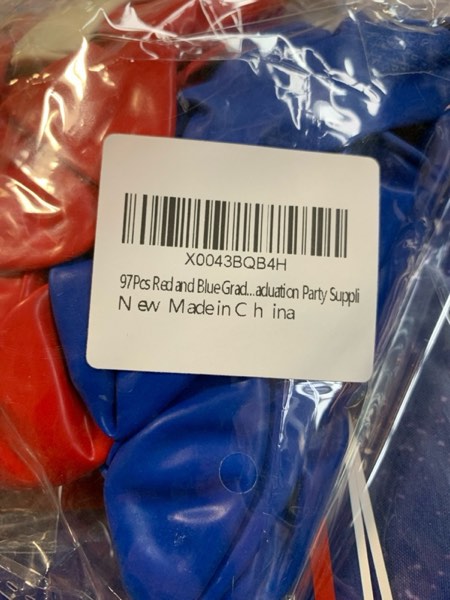 X0043BQB4H
97Pcs Red and Blue Grad...aduation Party Suppli
New Made in China